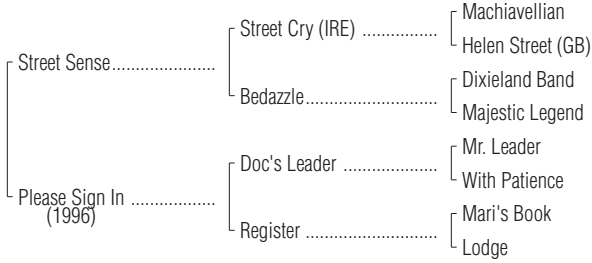 Machiavellian
Street Cry (IRE) ................
Helen Street (GB)
Street Sense......................
Dixieland Band
Bedazzle............................
Majestic Legend
Mr. Leader
Doc's Leader ....................
With Patience
Please Sign In ..................
(1996)
Mari's Book
Register ............................
Lodge